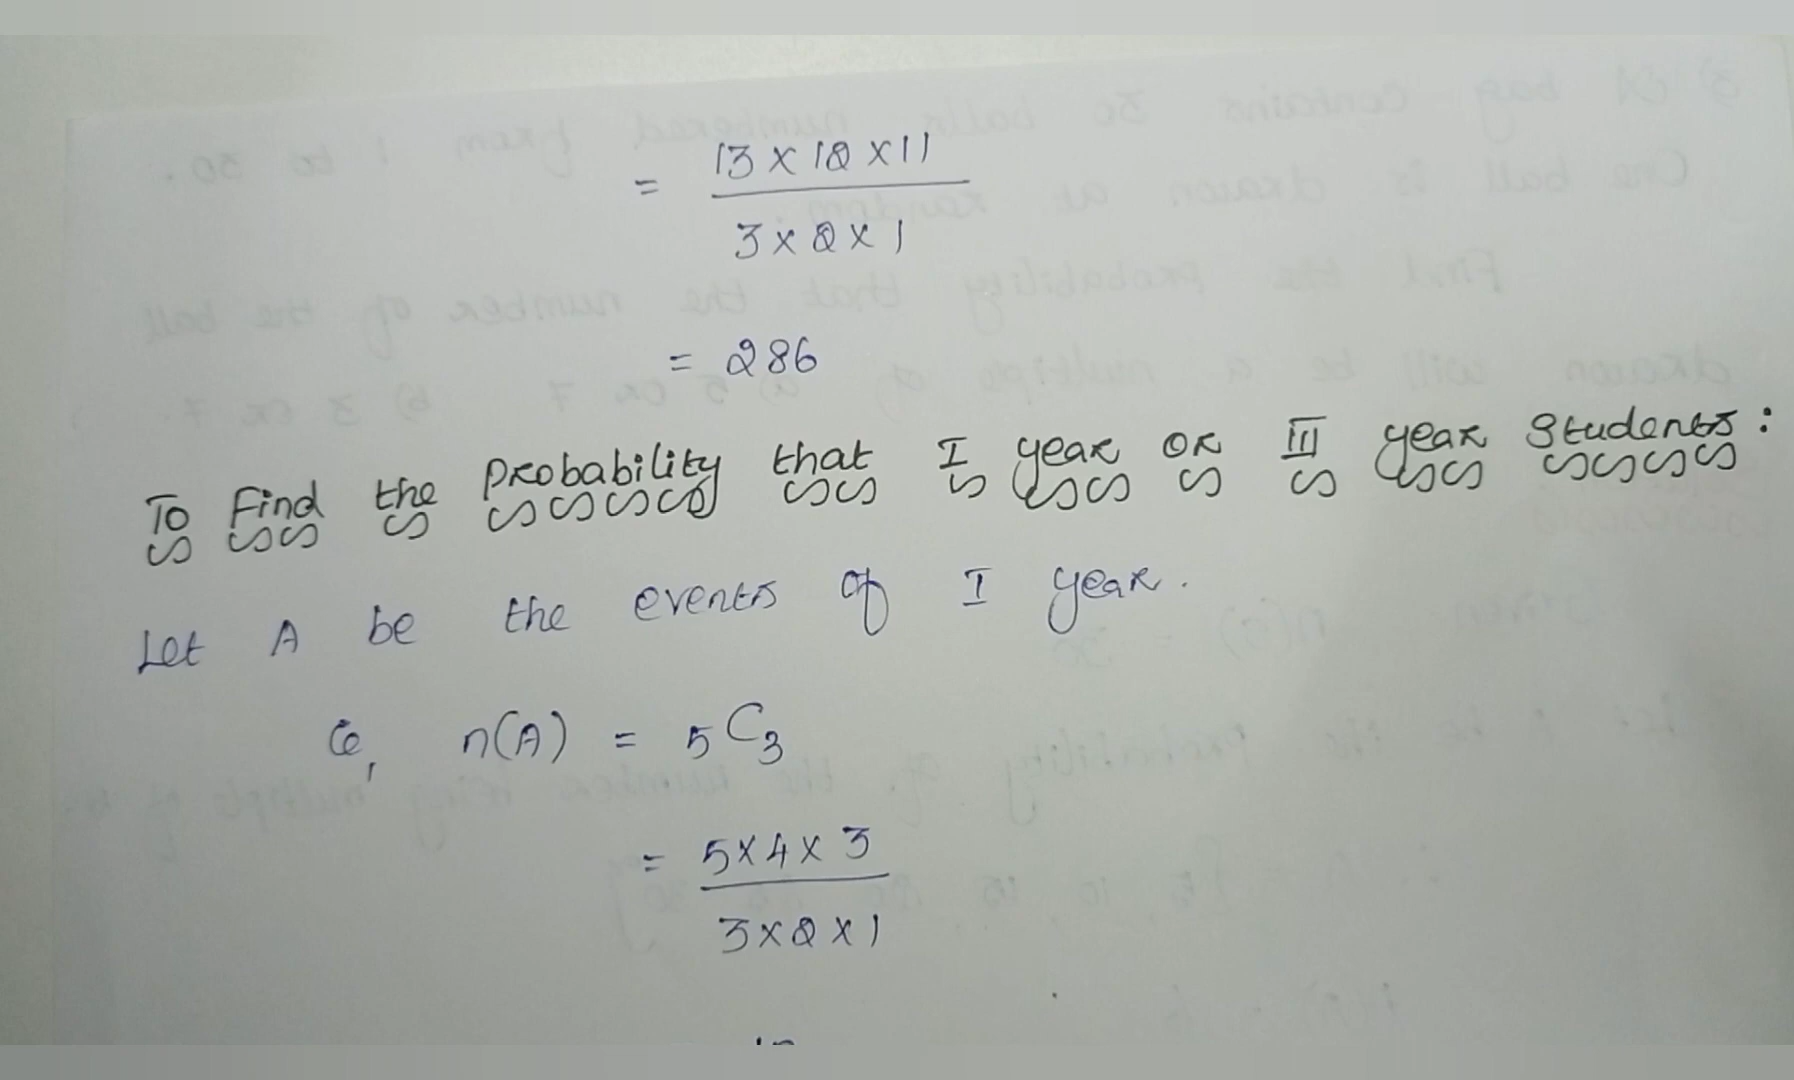 = 13 × 12 × 11
3 × 2 × 1
= 286
To Find the Probability that I year or III year Students:
Let A be the events of I year.
ie, n(A) = 5C3
= 5 × 4 × 3
3 × 2 × 1